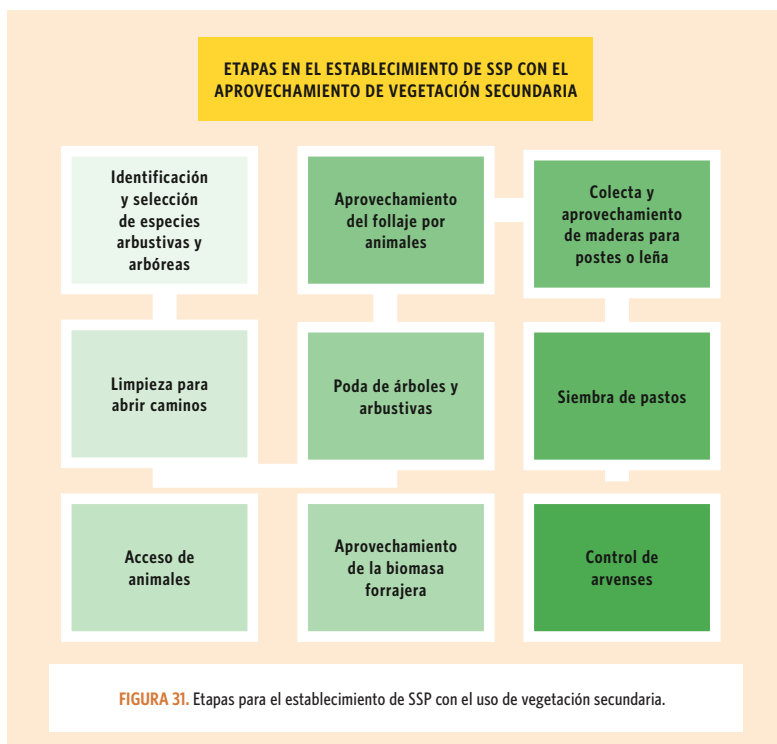 ETAPAS EN EL ESTABLECIMIENTO DE SSP CON EL
APROVECHAMIENTO DE VEGETACIÓN SECUNDARIA
Identificación
y selección
de especies
arbustivas y
arbóreas
Limpieza para
abrir caminos
Acceso de
animales
Aprovechamiento
del follaje por
animales
Poda de árboles y
arbustivas
Aprovechamiento
de la biomasa
forrajera
Colecta y
aprovechamiento
de maderas para
postes o leña
Siembra de pastos
Control de
arvenses
FIGURA 31. Etapas para el establecimiento de SSP con el uso de vegetación secundaria.